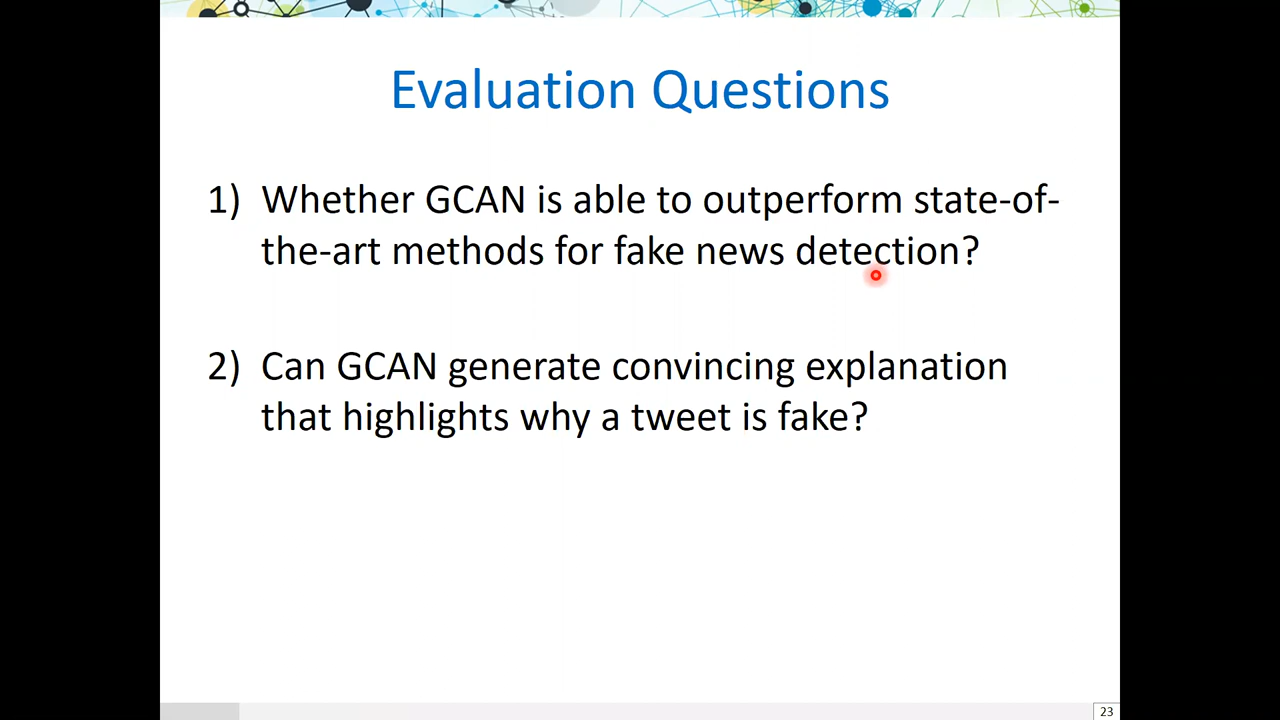 Evaluation Questions
1) Whether GCAN is able to outperform state-of-
the-art methods for fake news detection?
2) Can GCAN generate convincing explanation
that highlights why a tweet is fake?
23